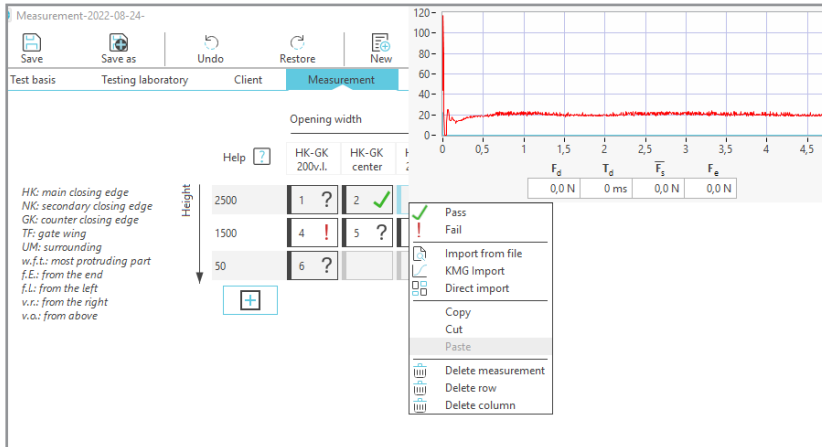 Measurement-2022-08-24-
Save
Save as
Undo
Restore
New
Test basis
Testing laboratory
Client
Measurement
120
100
80
60
40
20
0
0
0,5
1
1,5
2
2,5
3
3,5
4
4,5
Fd
Td
Fs
Fe
0,0 N
0 ms
0,0 N
0,0 N
Opening width
Help ?
HK-GK
200v.l.
HK-GK
center
H
2
HK: main closing edge
NK: secondary closing edge
GK: counter closing edge
TF: gate wing
UM: surrounding
w.f.t.: most protruding part
f.E.: from the end
f.l.: from the left
v.r.: from the right
v.o.: from above
Height
2500
1 ?
2
1500
4 !
5 ?
50
6 ?
Pass
Fail
Import from file
KMG Import
Direct import
Copy
Cut
Paste
Delete measurement
Delete row
Delete column